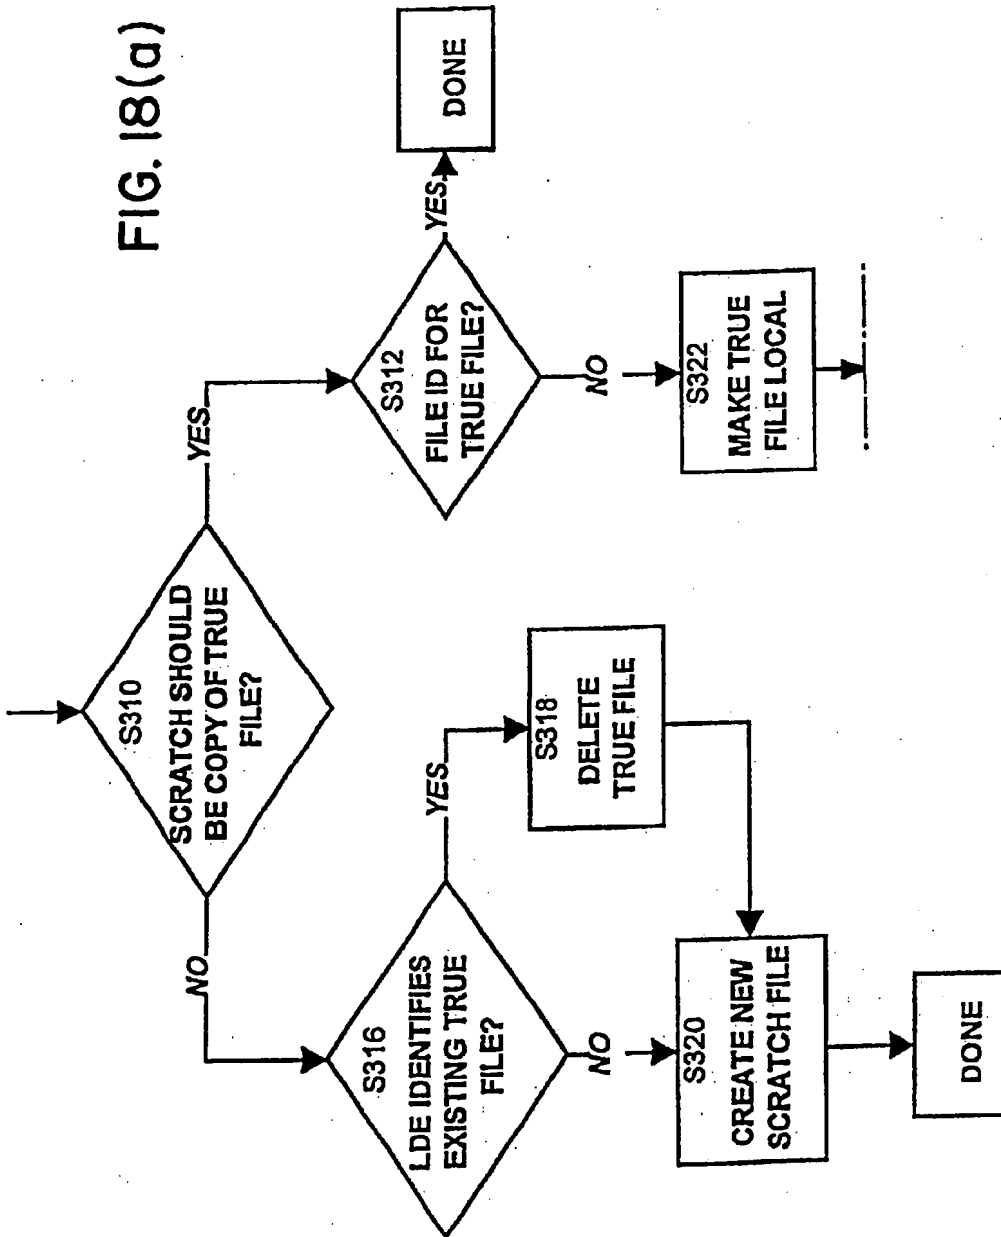 FIG. 18(a)
S310
SCRATCH SHOULD
BE COPY OF TRUE
FILE?
NO
YES
S316
LDE IDENTIFIES
EXISTING TRUE
FILE?
YES
NO
S318
DELETE
TRUE FILE
S320
CREATE NEW
SCRATCH FILE
DONE
S312
FILE ID FOR
TRUE FILE?
YES
DONE
NO
S322
MAKE TRUE
FILE LOCAL